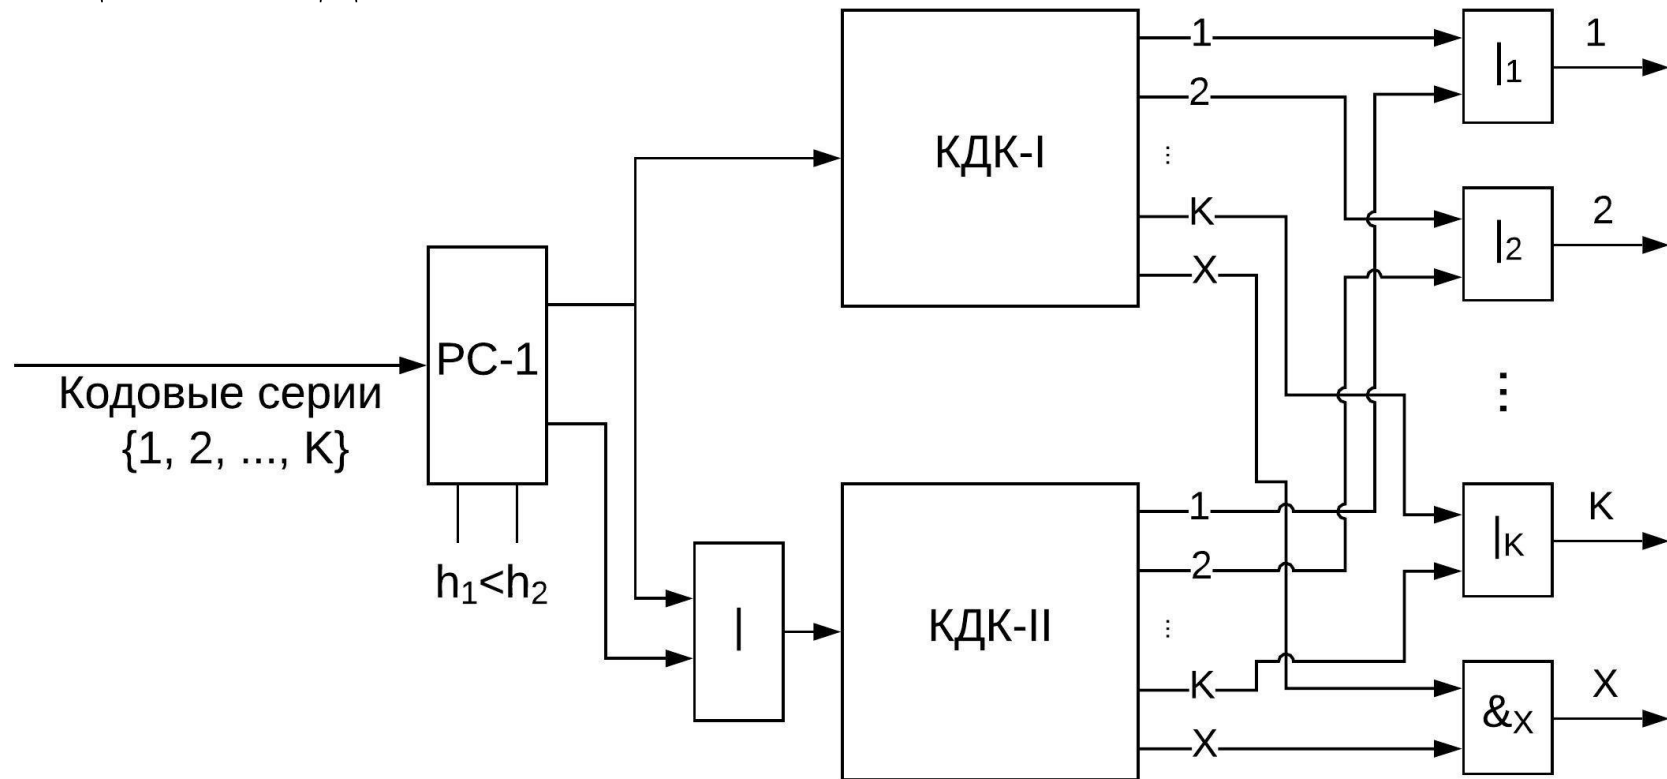 1
1
|₁
2
КДК-I
⋮
K
2
|₂
2
X
РС-1
Кодовые серии
{1, 2, ..., K}
⋮
1
K
|K
h₁<h₂
2
|
КДК-II
⋮
K
X
&X
X